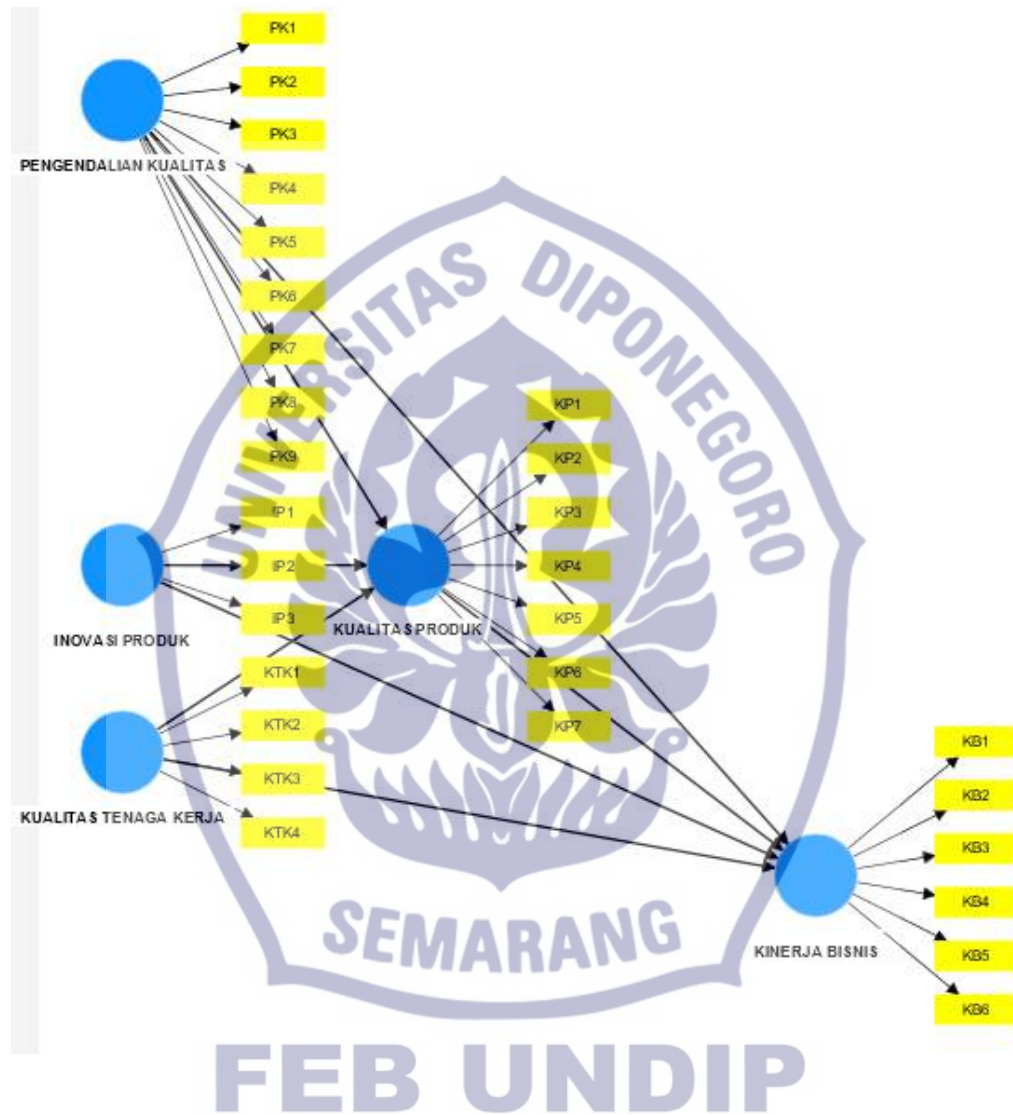 PK1
PK2
PK3
PENGENDALIAN KUALITAS
PK4
PK5
PK6
PK7
PK8
PK9
IP1
IP2
IP3
INOVASI PRODUK
KTK1
KTK2
KTK3
KTK4
KUALITAS TENAGA KERJA
KP1
KP2
KP3
KP4
KP5
KP6
KP7
KUALITAS PRODUK
KB1
KB2
KB3
KB4
KB5
KB6
KINERJA BISNIS
UNIVERSITAS DIPONEGORO
SEMARANG
FEB UNDIP